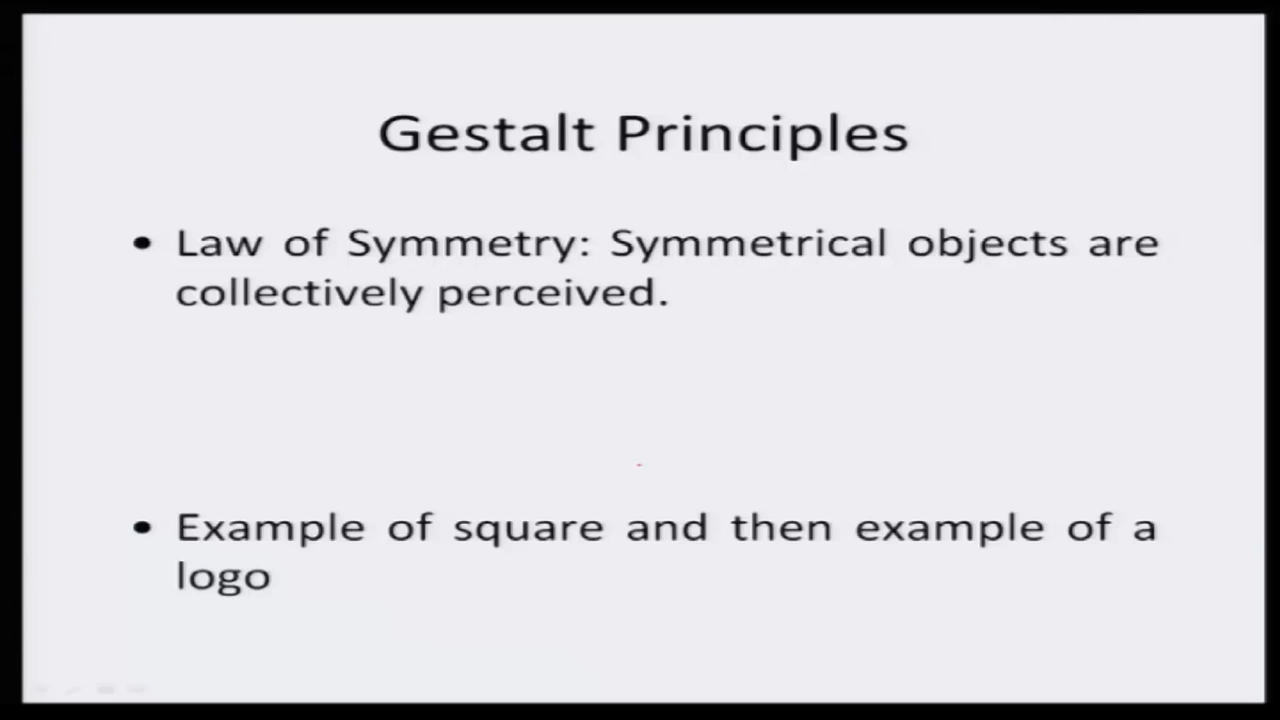 Gestalt Principles
• Law of Symmetry: Symmetrical objects are
collectively perceived.
• Example of square and then example of a
logo